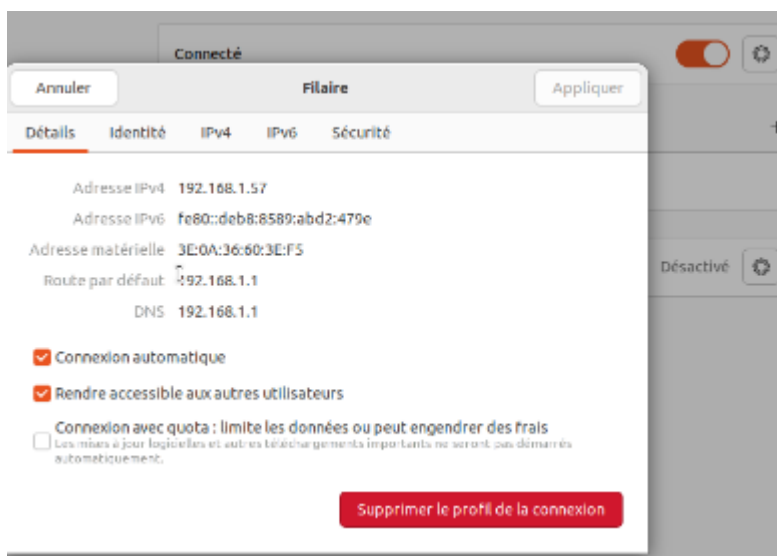 Connecté
Annuler Filaire Appliquer
Détails Identité IPv4 IPv6 Sécurité
Adresse IPv4 192.168.1.57
Adresse IPv6 fe80::deb8:8589:abd2:479e
Adresse matérielle 3E:0A:36:60:3E:F5
Route par défaut 192.168.1.1
Désactivé
DNS 192.168.1.1
Connexion automatique
Rendre accessible aux autres utilisateurs
Connexion avec quota : limite les données ou peut engendrer des frais
Les mises à jour logicielles et autres téléchargements importants ne seront pas démarrés
automatiquement.
Supprimer le profil de la connexion